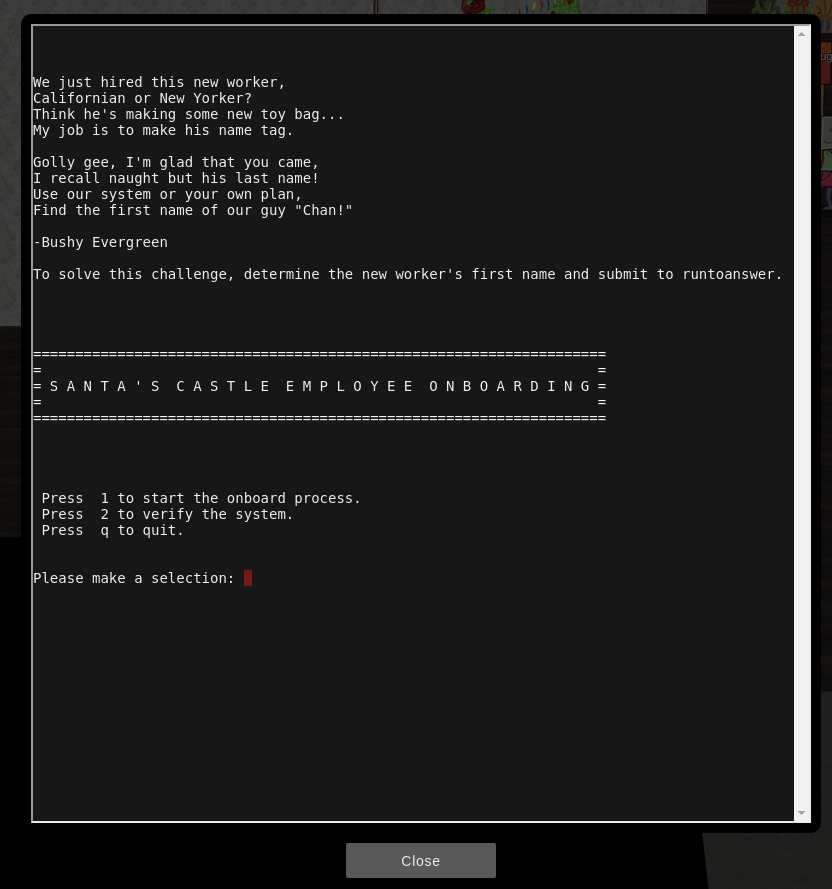 We just hired this new worker,
Californian or New Yorker?
Think he's making some new toy bag...
My job is to make his name tag.
Golly gee, I'm glad that you came,
I recall naught but his last name!
Use our system or your own plan,
Find the first name of our guy "Chan!"
-Bushy Evergreen
To solve this challenge, determine the new worker's first name and submit to runtoanswer.
====================================================================
=                                                                  =
= S A N T A ' S  C A S T L E  E M P L O Y E E  O N B O A R D I N G =
=                                                                  =
====================================================================
Press  1 to start the onboard process.
Press  2 to verify the system.
Press  q to quit.
Please make a selection:
Close